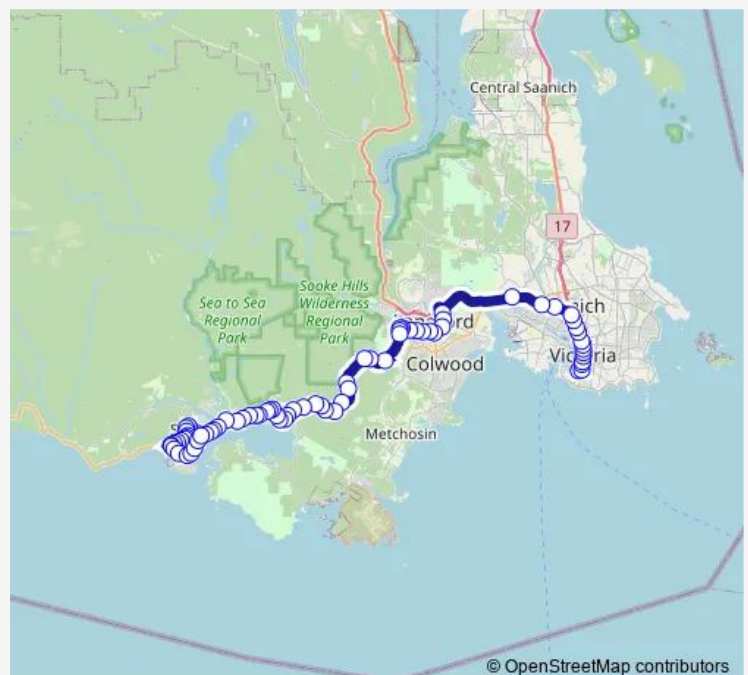 Central Saanich
17
Sooke Hills
Wilderness
Regional
Park
Sea to Sea
Regional
Park
Colwood
Metchosin
© OpenStreetMap contributors